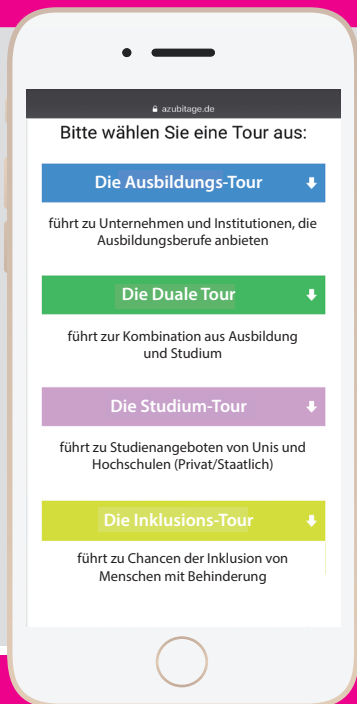 azubitage.de
Bitte wählen Sie eine Tour aus:
Die Ausbildungs-Tour
führt zu Unternehmen und Institutionen, die
Ausbildungsberufe anbieten
Die Duale Tour
führt zur Kombination aus Ausbildung
und Studium
Die Studium-Tour
führt zu Studienangeboten von Unis und
Hochschulen (Privat/Staatlich)
Die Inklusions-Tour
führt zu Chancen der Inklusion von
Menschen mit Behinderung